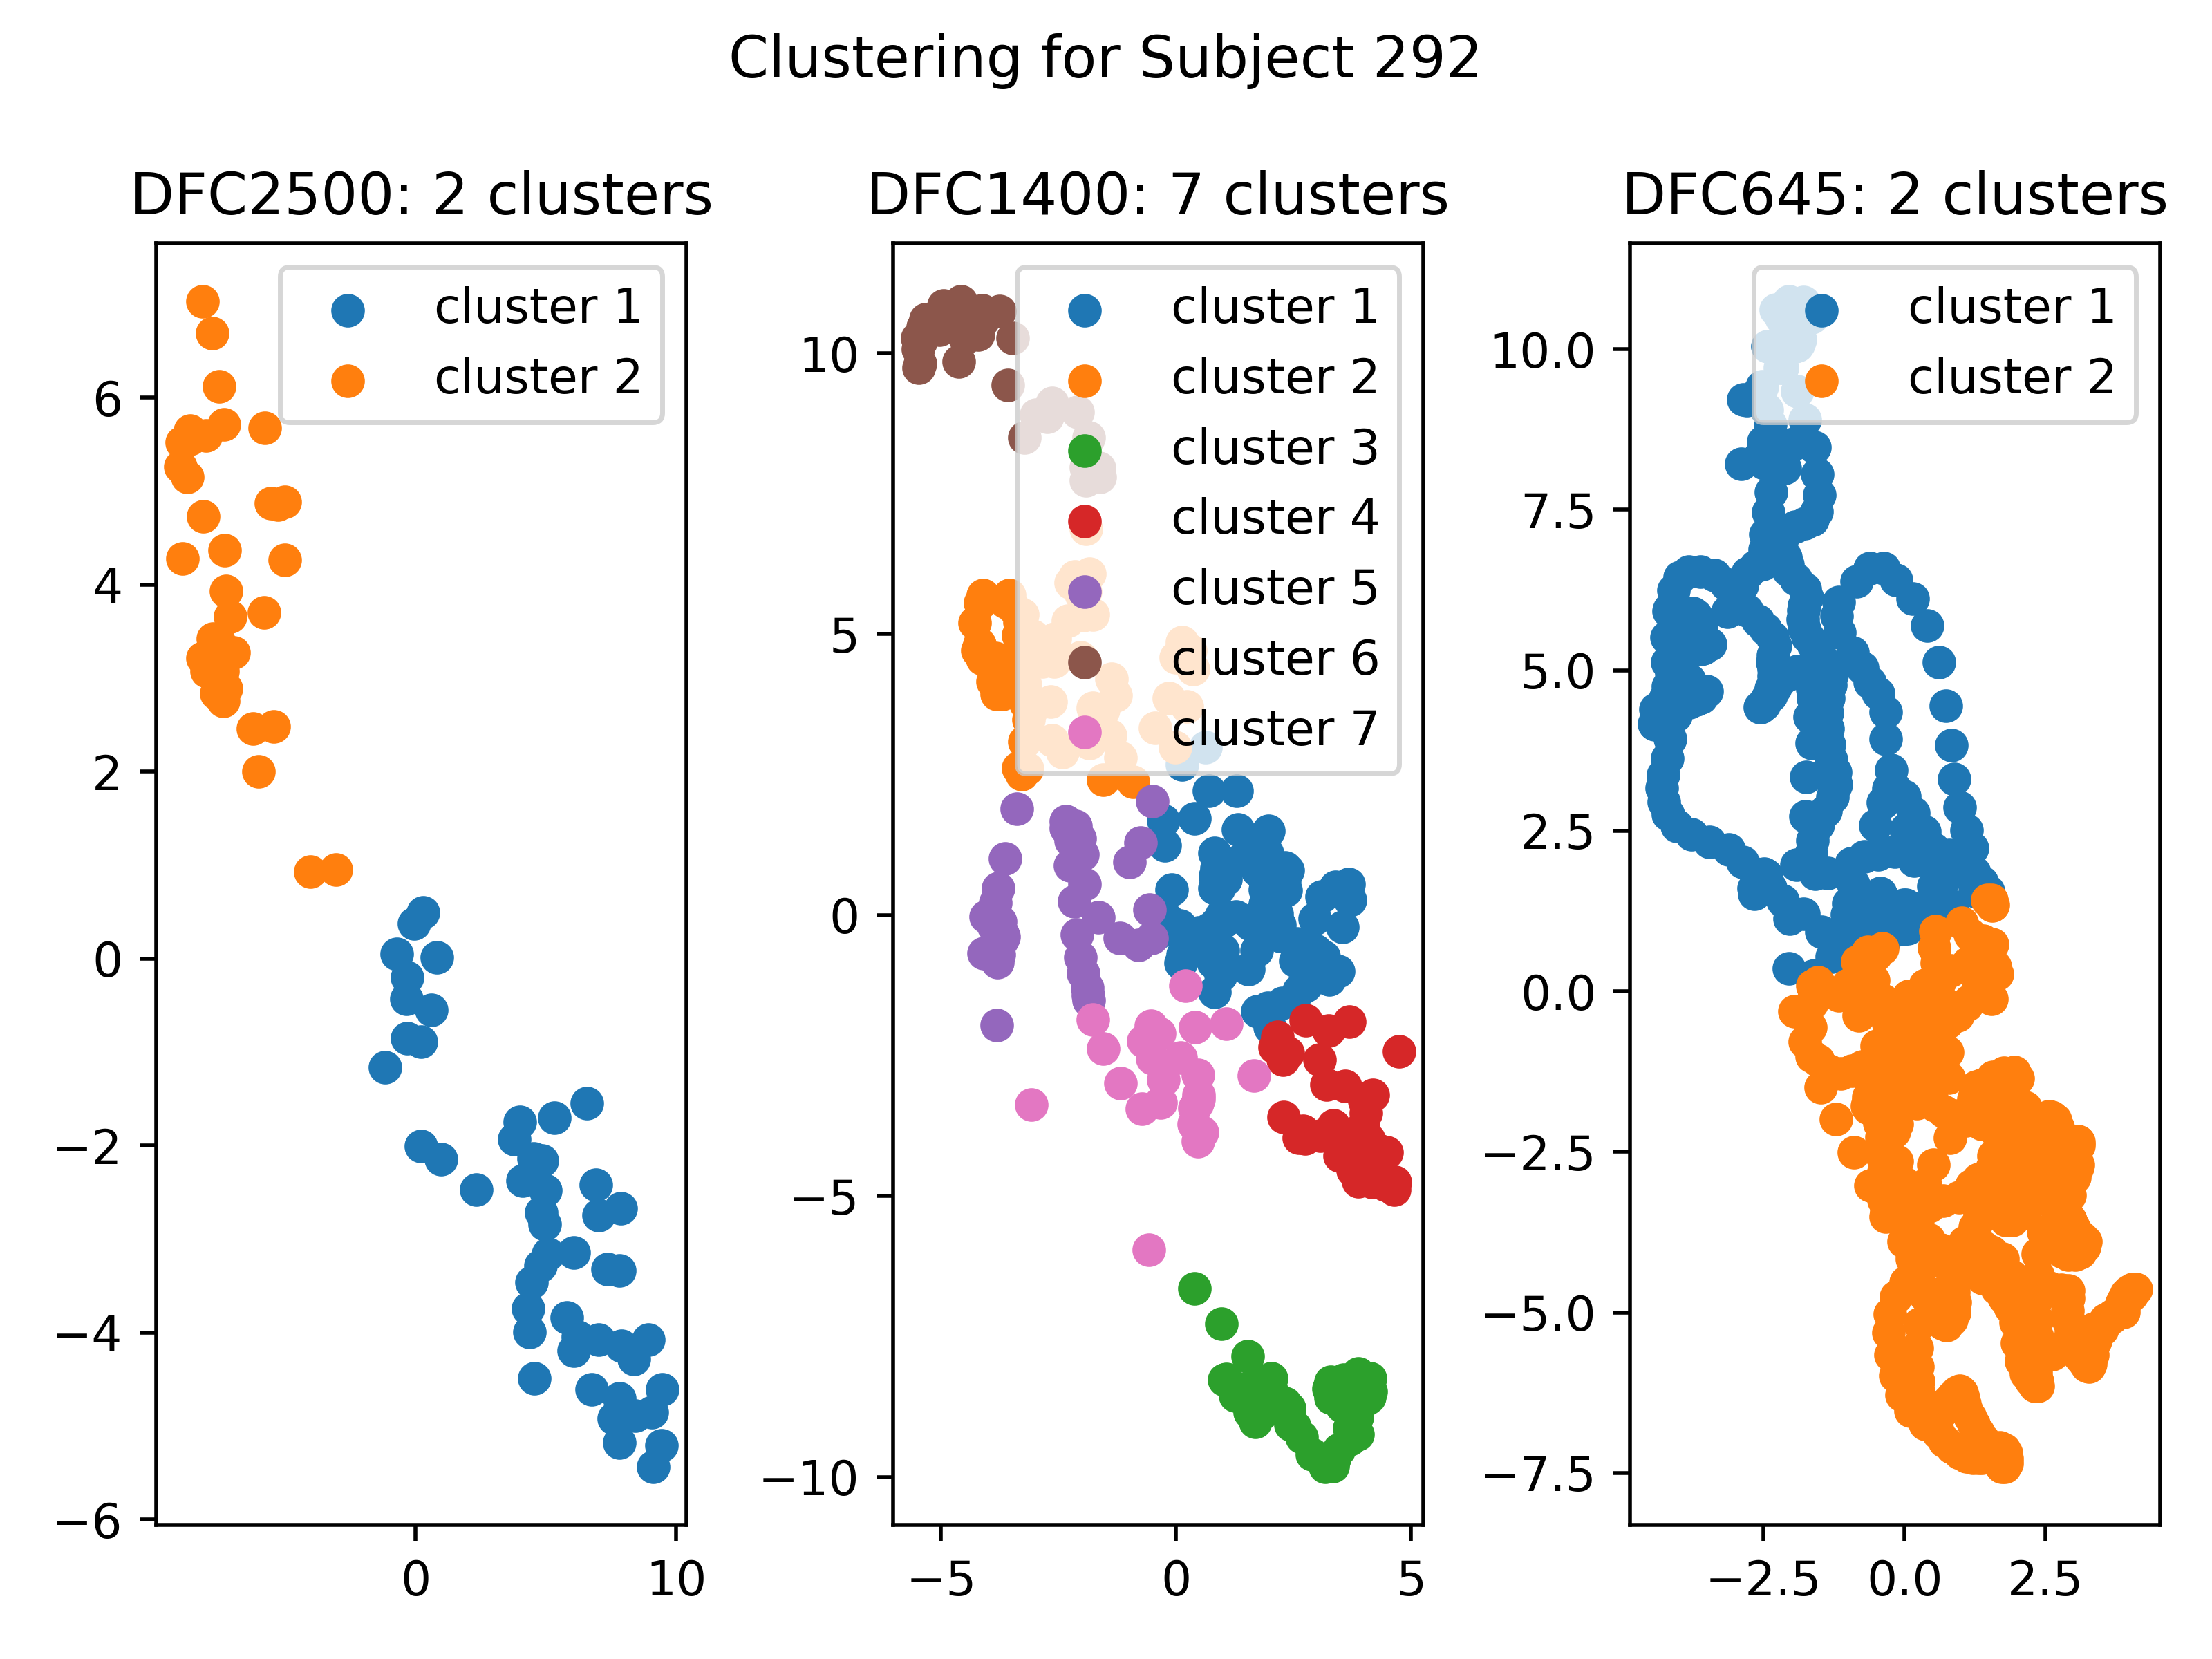 Clustering for Subject 292
DFC2500: 2 clusters
cluster 1
cluster 2
6
4
2
0
−2
−4
−6
0
10
DFC1400: 7 clusters
cluster 1
cluster 2
cluster 3
cluster 4
cluster 5
cluster 6
cluster 7
10
5
0
−5
−10
−5
0
5
DFC645: 2 clusters
cluster 1
cluster 2
10.0
7.5
5.0
2.5
0.0
−2.5
−5.0
−7.5
−2.5
0.0
2.5